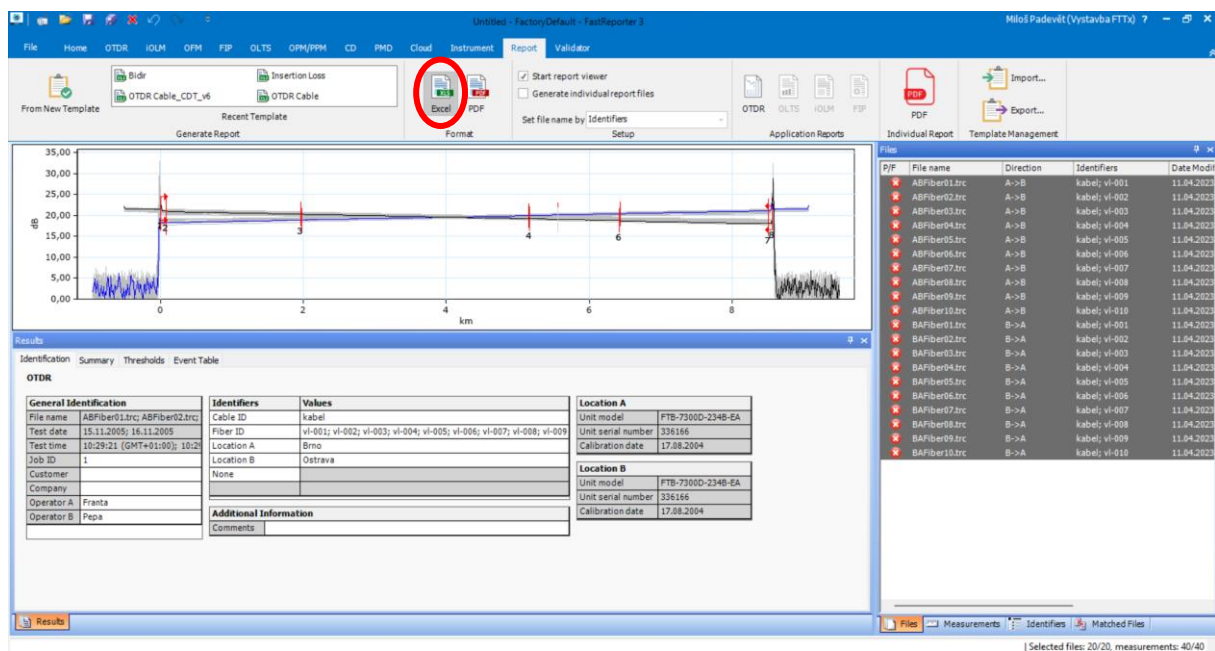 Untitled - FactoryDefault - FastReporter 3
Miloš Padevět (Vystavba FTTx) ?
File Home OTDR iOLM OFM FIP OLTS OPM/PPM CD PMD Cloud Instrument Report Validator
From New Template
Bidr
Insertion Loss
OTDR Cable_CDT_v6
OTDR Cable
Recent Template
Generate Report
XLS
Excel
PDF
PDF
Format
Start report viewer
Generate individual report files
Set file name by Identifiers
Setup
OTDR OLTS iOLM FIP
Application Reports
PDF
PDF
Individual Report
Import...
Export...
Template Management
35,00
30,00
25,00
20,00
15,00
10,00
5,00
0,00
dB
2 3 4 6 7
0 2 4 6 8
km
Files
P/F File name Direction Identifiers Date Modif
ABFiber01.trc A->B kabel; vl-001 11.04.2023
ABFiber02.trc A->B kabel; vl-002 11.04.2023
ABFiber03.trc A->B kabel; vl-003 11.04.2023
ABFiber04.trc A->B kabel; vl-004 11.04.2023
ABFiber05.trc A->B kabel; vl-005 11.04.2023
ABFiber06.trc A->B kabel; vl-006 11.04.2023
ABFiber07.trc A->B kabel; vl-007 11.04.2023
ABFiber08.trc A->B kabel; vl-008 11.04.2023
ABFiber09.trc A->B kabel; vl-009 11.04.2023
ABFiber10.trc A->B kabel; vl-010 11.04.2023
BAFiber01.trc B->A kabel; vl-001 11.04.2023
BAFiber02.trc B->A kabel; vl-002 11.04.2023
BAFiber03.trc B->A kabel; vl-003 11.04.2023
BAFiber04.trc B->A kabel; vl-004 11.04.2023
BAFiber05.trc B->A kabel; vl-005 11.04.2023
BAFiber06.trc B->A kabel; vl-006 11.04.2023
BAFiber07.trc B->A kabel; vl-007 11.04.2023
BAFiber08.trc B->A kabel; vl-008 11.04.2023
BAFiber09.trc B->A kabel; vl-009 11.04.2023
BAFiber10.trc B->A kabel; vl-010 11.04.2023
Results
Identification Summary Thresholds Event Table
OTDR
General Identification
File name ABFiber01.trc; ABFiber02.trc;
Test date 15.11.2005; 16.11.2005
Test time 10:29:21 (GMT+01:00); 10:29
Job ID 1
Customer
Company
Operator A Franta
Operator B Pepa
Identifiers Values
Cable ID kabel
Fiber ID vl-001; vl-002; vl-003; vl-004; vl-005; vl-006; vl-007; vl-008; vl-009
Location A Brno
Location B Ostrava
None
Additional Information
Comments
Location A
Unit model FTB-7300D-234B-EA
Unit serial number 336166
Calibration date 17.08.2004
Location B
Unit model FTB-7300D-234B-EA
Unit serial number 336166
Calibration date 17.08.2004
Results
Files Measurements Identifiers Matched Files
Selected files: 20/20, measurements: 40/40